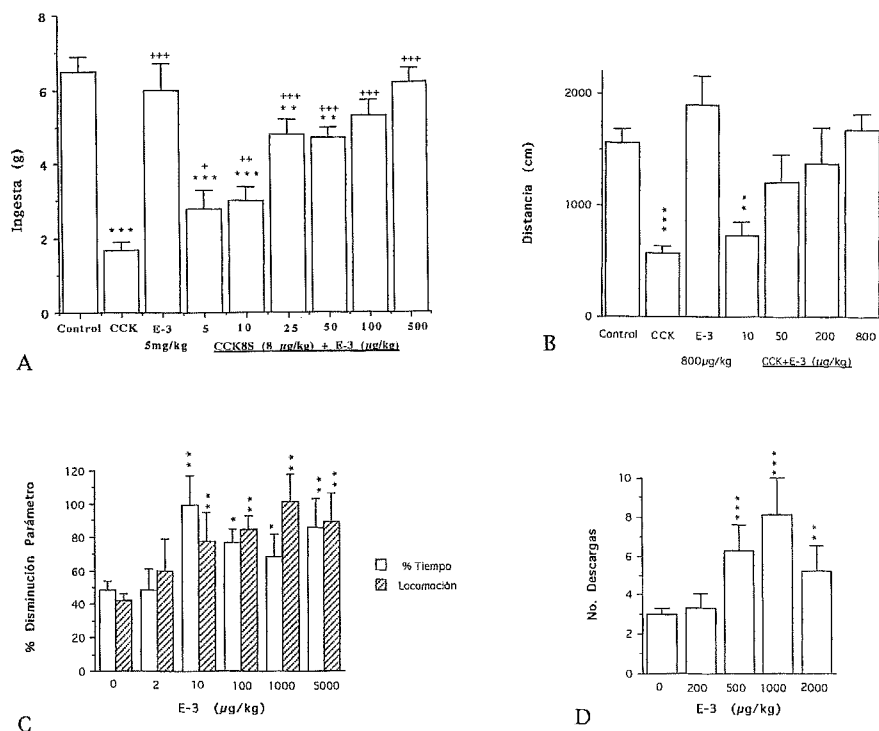 8
6
4
2
0
Ingesta (g)
***
+++
+
***
++
***
+++
**
+++
**
+++
+++
Control CCK E-3 5 10 25 50 100 500
5mg/kg CCK8S (8 µg/kg) + E-3 (µg/kg)
A
2000
1000
0
Distancia (cm)
***
**
Control CCK E-3 10 50 200 800
800µg/kg CCK+E-3 (µg/kg)
B
120
100
80
60
40
20
0
% Disminución Parámetro
**
**
*
**
*
**
**
**
% Tiempo
Locomoción
0 2 10 100 1000 5000
E-3 (µg/kg)
C
10
8
6
4
2
0
No. Descargas
***
***
**
0 200 500 1000 2000
E-3 (µg/kg)
D